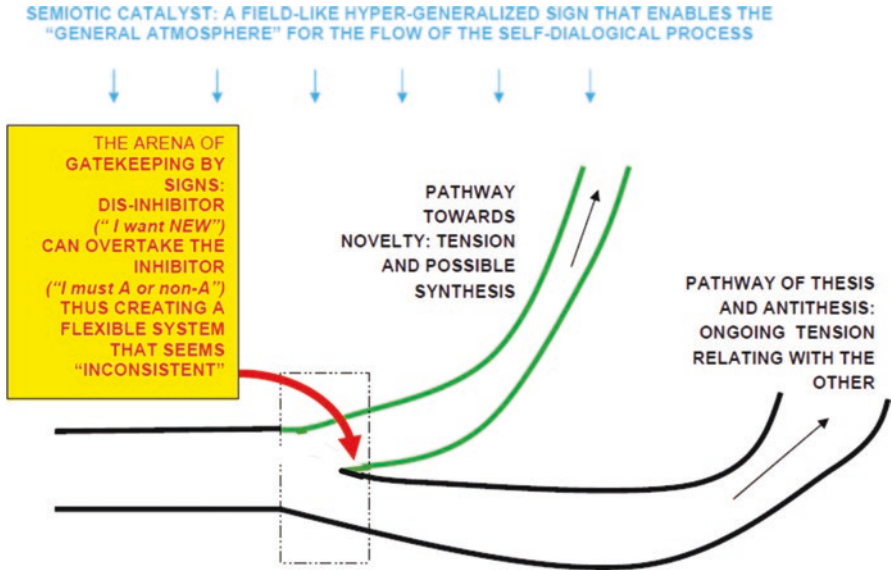 SEMIOTIC CATALYST: A FIELD-LIKE HYPER-GENERALIZED SIGN THAT ENABLES THE
“GENERAL ATMOSPHERE” FOR THE FLOW OF THE SELF-DIALOGICAL PROCESS
THE ARENA OF
GATEKEEPING BY
SIGNS:
DIS-INHIBITOR
(“ I want NEW”)
CAN OVERTAKE THE
INHIBITOR
(“I must A or non-A”)
THUS CREATING A
FLEXIBLE SYSTEM
THAT SEEMS
“INCONSISTENT”
PATHWAY
TOWARDS
NOVELTY: TENSION
AND POSSIBLE
SYNTHESIS
PATHWAY OF THESIS
AND ANTITHESIS:
ONGOING TENSION
RELATING WITH THE
OTHER